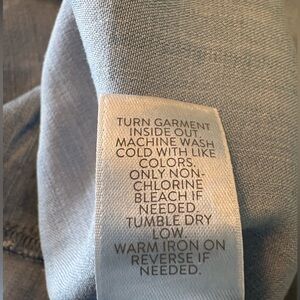 TURN GARMENT
INSIDE OUT.
MACHINE WASH
COLD WITH LIKE
COLORS.
ONLY NON-
CHLORINE
BLEACH IF
NEEDED.
TUMBLE DRY
LOW.
WARM IRON ON
REVERSE IF
NEEDED.